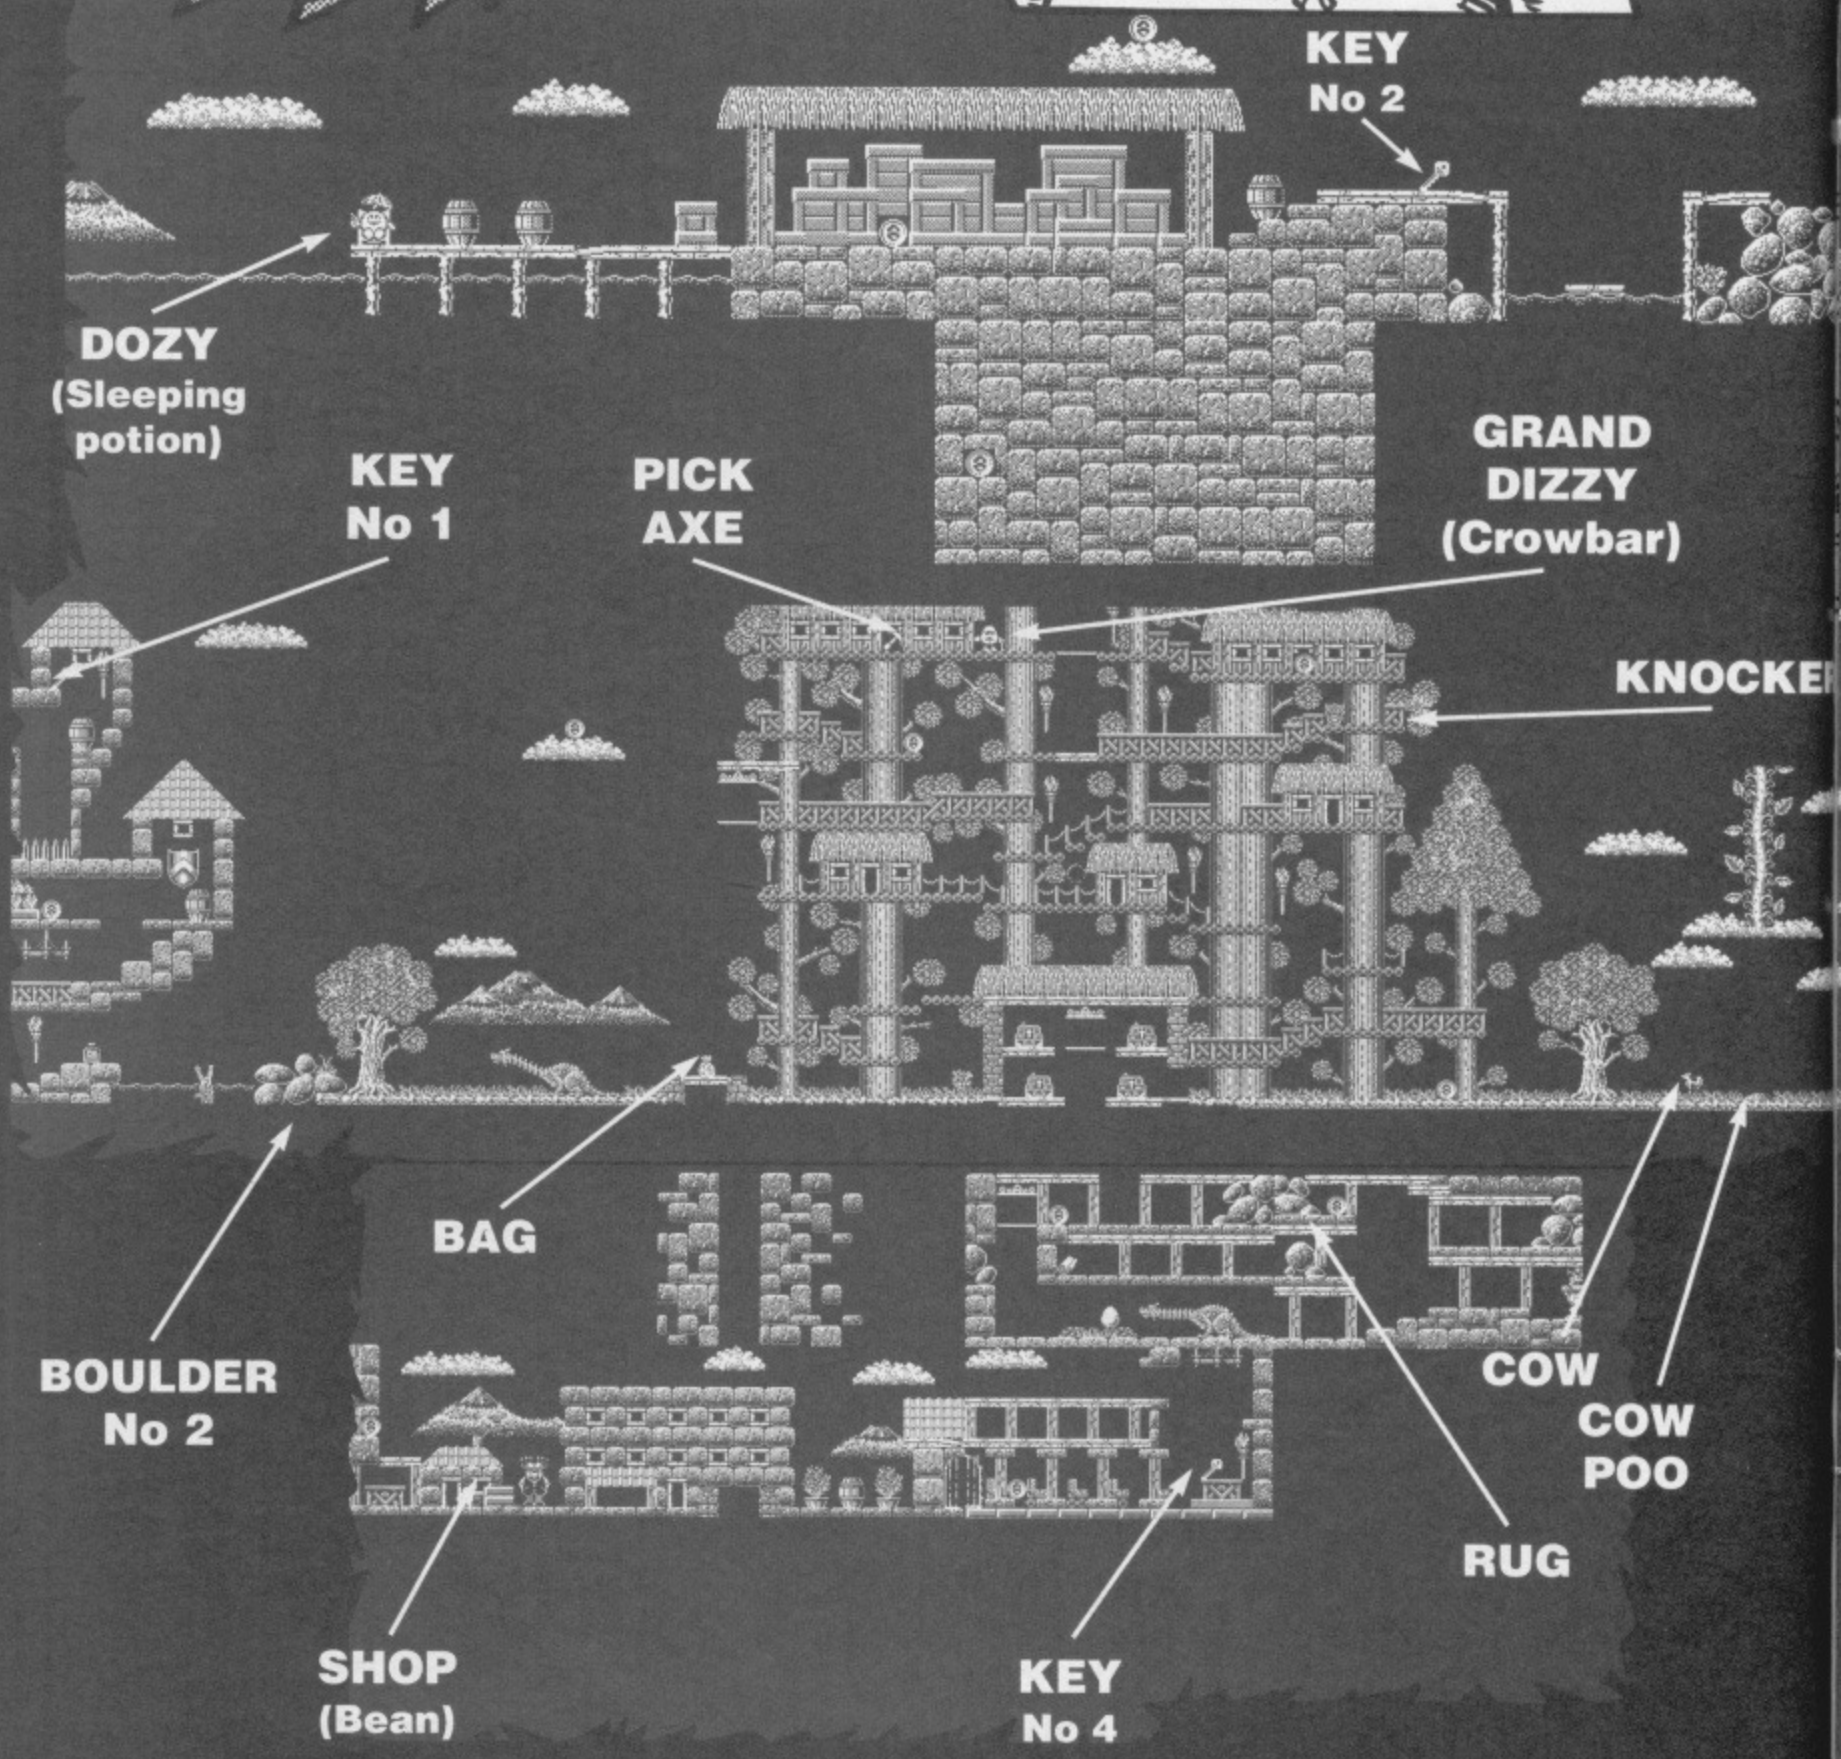 KEY
No 2
DOZY
(Sleeping
potion)
KEY
No 1
PICK
AXE
GRAND
DIZZY
(Crowbar)
KNOCKER
BAG
BOULDER
No 2
COW
COW
POO
RUG
SHOP
(Bean)
KEY
No 4